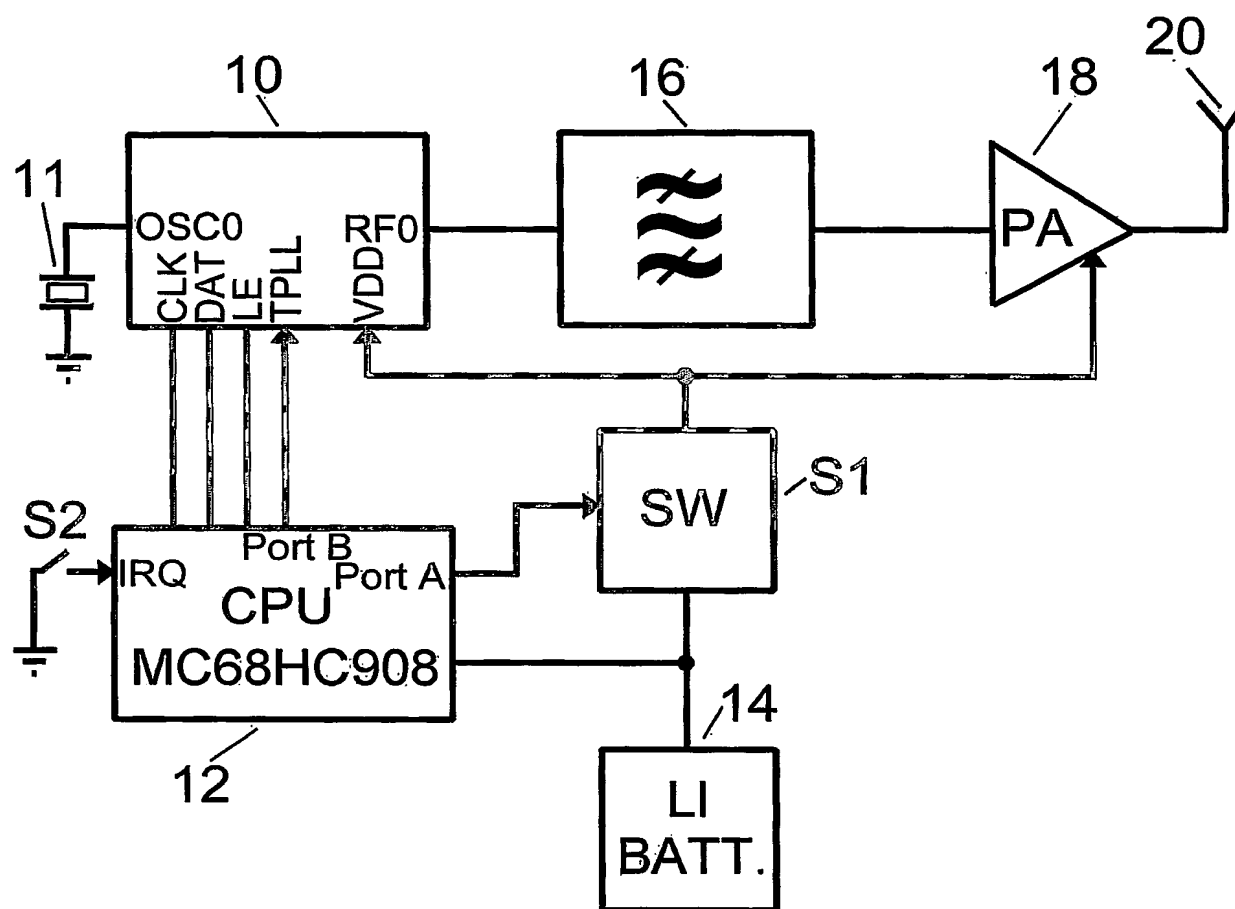 10
16
18
20
11
OSC0
RF0
CLK
DAT
LE
TPLL
VDD
PA
S1
SW
S2
IRQ
Port B
Port A
CPU
MC68HC908
12
14
LI
BATT.